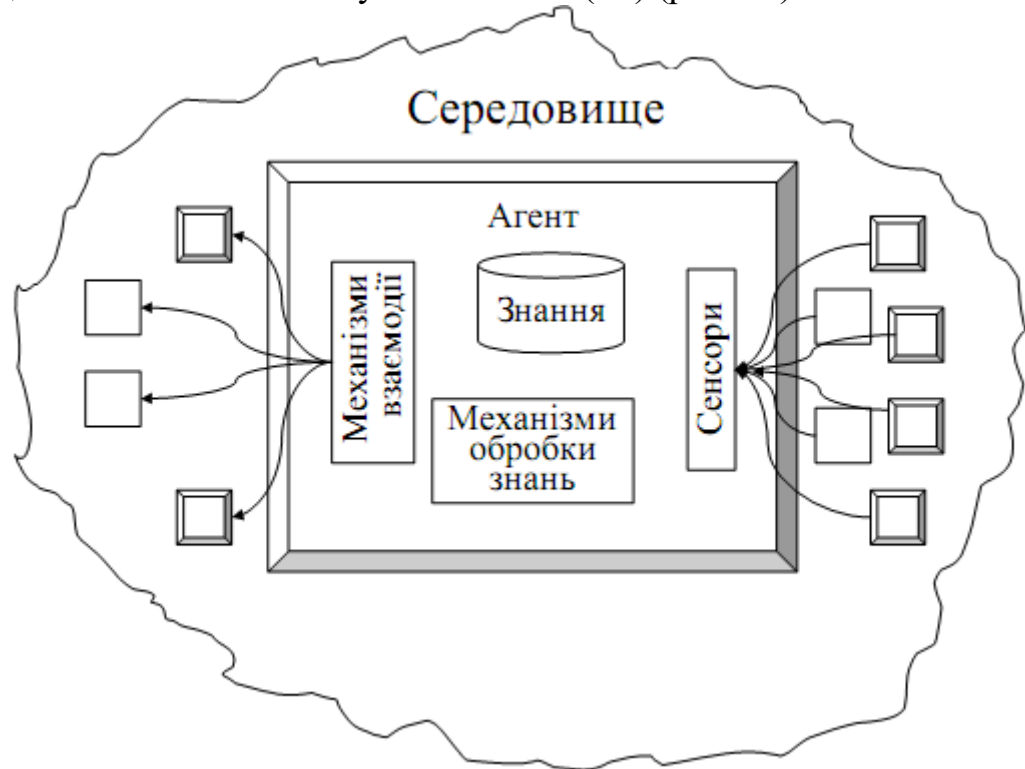 Середовище
Агент
Механізми
взаємодії
Знання
Механізми
обробки
знань
Сенсори